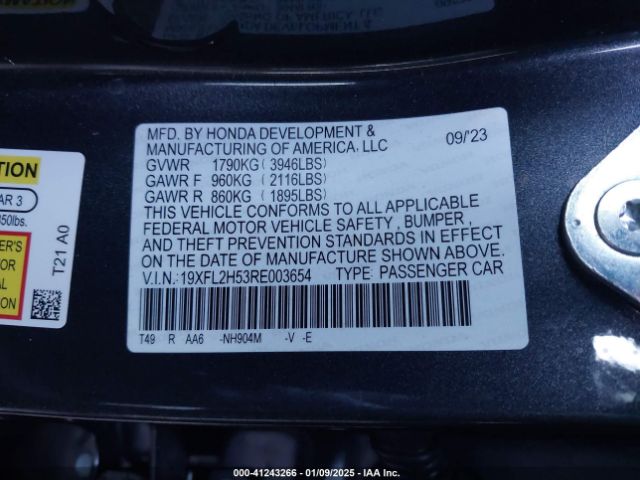 MFD. BY HONDA DEVELOPMENT &
MANUFACTURING OF AMERICA, LLC 09/'23
GVWR 1790KG ( 3946LBS)
GAWR F 960KG ( 2116LBS)
GAWR R 860KG ( 1895LBS)
THIS VEHICLE CONFORMS TO ALL APPLICABLE
FEDERAL MOTOR VEHICLE SAFETY, BUMPER,
AND THEFT PREVENTION STANDARDS IN EFFECT
ON THE DATE OF MANUFACTURE SHOWN ABOVE.
V.I.N.: 19XFL2H53RE003654 TYPE: PASSENGER CAR
T49 R AA6 -NH904M -V -E
T21 A0
000-41243266 - 01/09/2025 - IAA Inc.